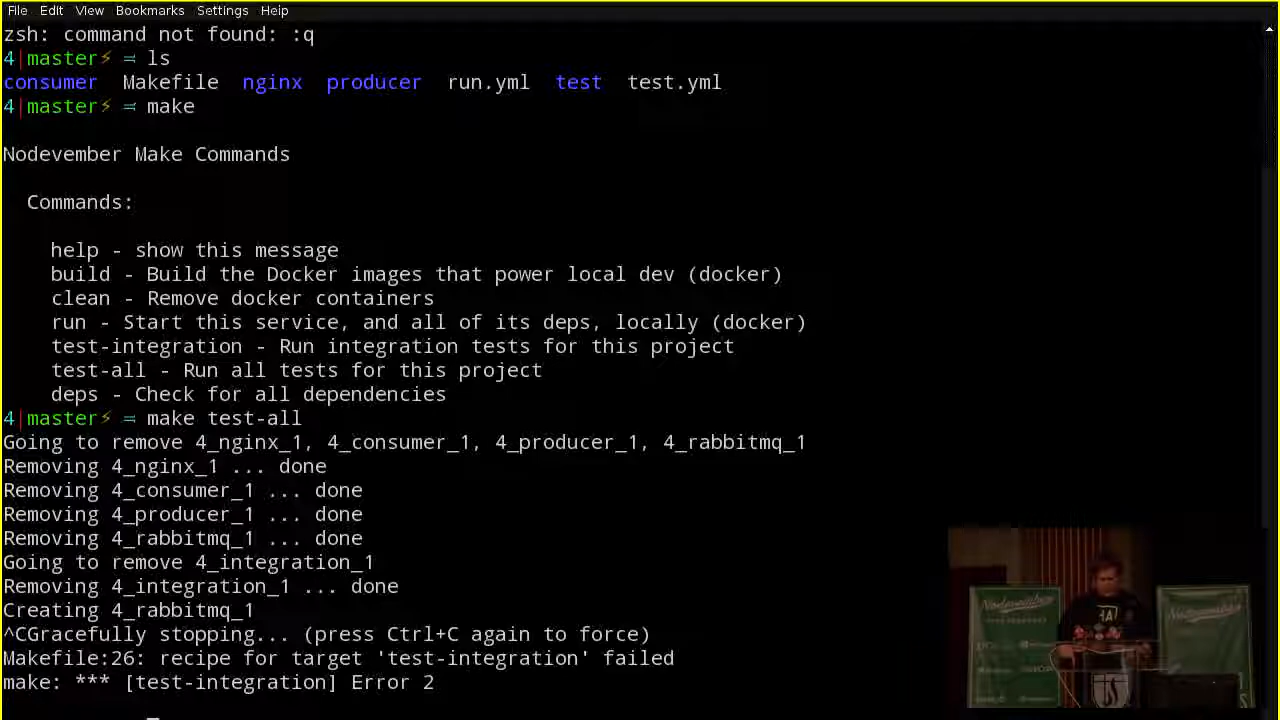 File Edit View Bookmarks Settings Help
zsh: command not found: :q
4|master⚡ = ls
consumer Makefile nginx producer run.yml test test.yml
4|master⚡ = make
Nodevember Make Commands
Commands:
help - show this message
build - Build the Docker images that power local dev (docker)
clean - Remove docker containers
run - Start this service, and all of its deps, locally (docker)
test-integration - Run integration tests for this project
test-all - Run all tests for this project
deps - Check for all dependencies
4|master⚡ = make test-all
Going to remove 4_nginx_1, 4_consumer_1, 4_producer_1, 4_rabbitmq_1
Removing 4_nginx_1 ... done
Removing 4_consumer_1 ... done
Removing 4_producer_1 ... done
Removing 4_rabbitmq_1 ... done
Going to remove 4_integration_1
Removing 4_integration_1 ... done
Creating 4_rabbitmq_1
^CGracefully stopping... (press Ctrl+C again to force)
Makefile:26: recipe for target 'test-integration' failed
make: *** [test-integration] Error 2
Nodevember
Nodevember